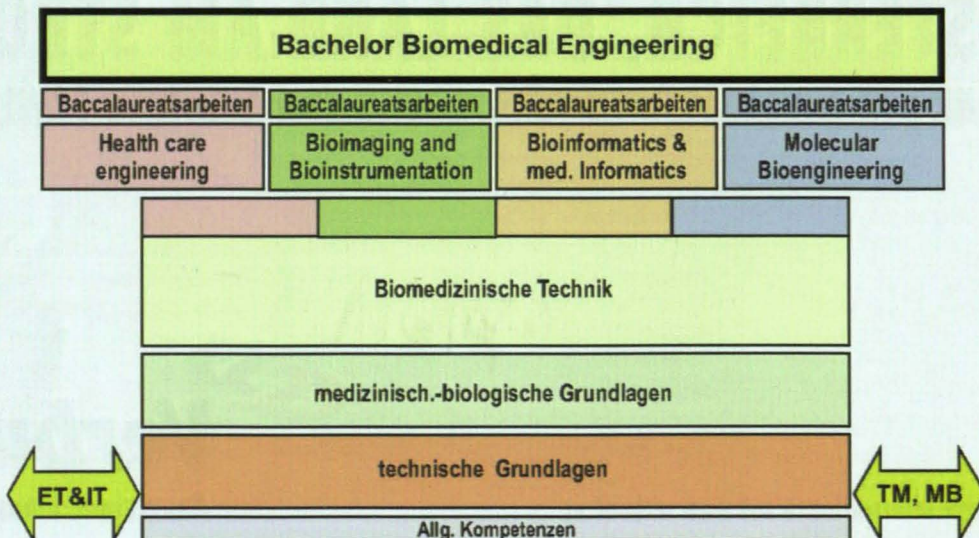 Bachelor Biomedical Engineering
Baccalaureatsarbeiten
Baccalaureatsarbeiten
Baccalaureatsarbeiten
Baccalaureatsarbeiten
Health care
engineering
Bioimaging and
Bioinstrumentation
Bioinformatics &
med. Informatics
Molecular
Bioengineering
Biomedizinische Technik
medizinisch.-biologische Grundlagen
technische Grundlagen
ET&IT
TM, MB
Allg. Kompetenzen